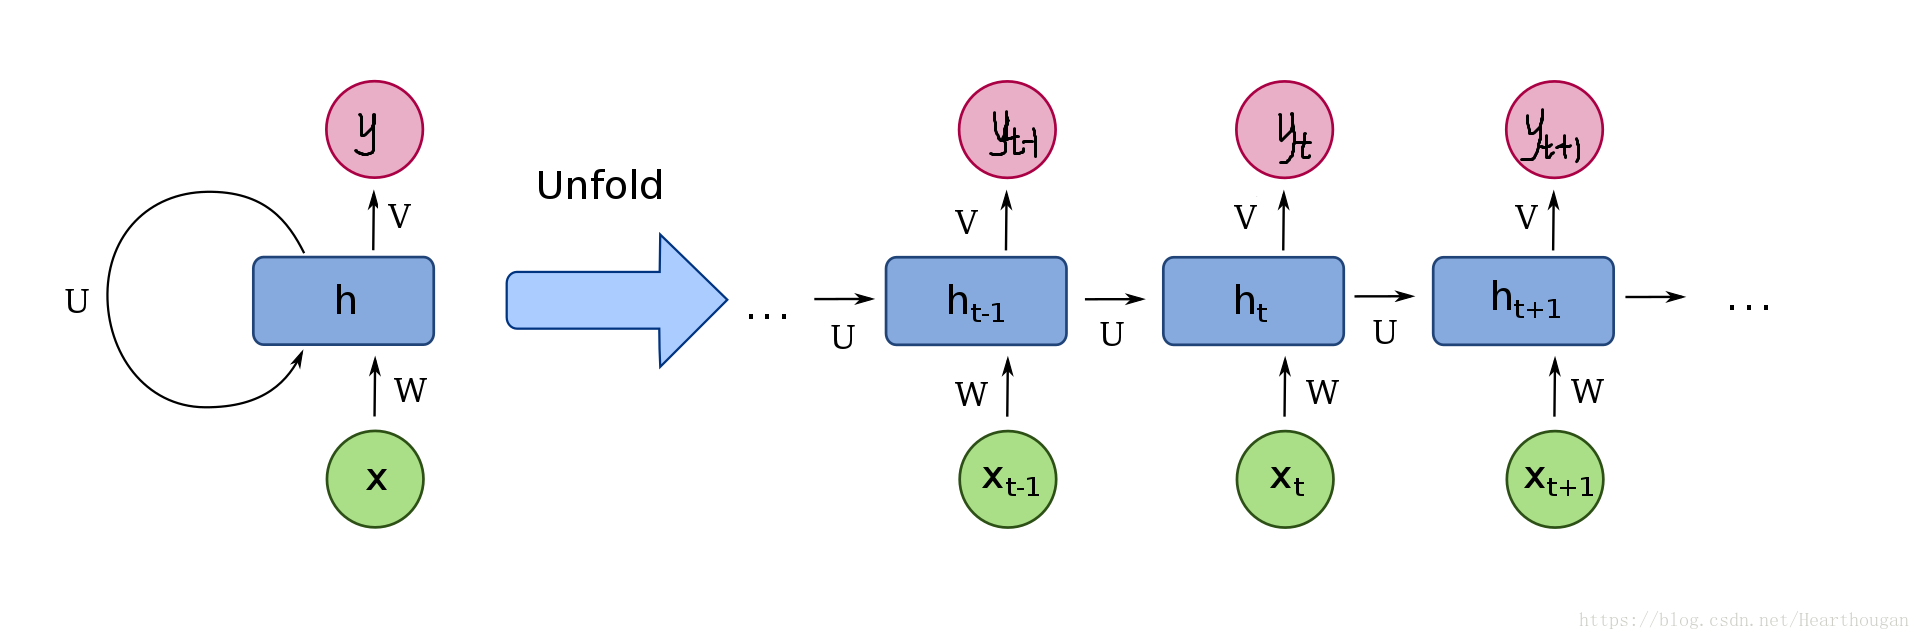 y
y_{t-1}
y_t
y_{t+1}
Unfold
V
V
V
V
U
h
...
U
h_{t-1}
U
h_t
U
h_{t+1}
...
W
W
W
W
x
x_{t-1}
x_t
x_{t+1}
https://blog.csdn.net/Hearthougan